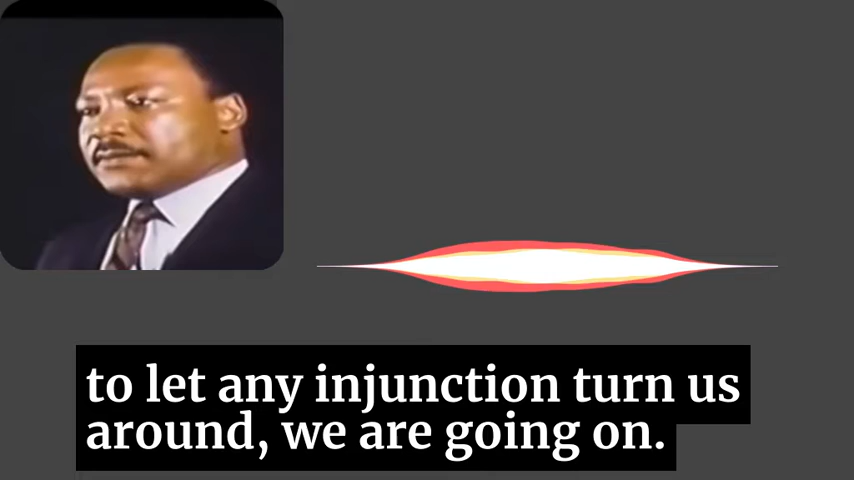 to let any injunction turn us
around, we are going on.